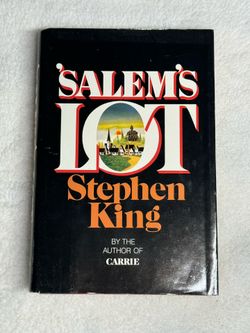 'SALEM'S
LOT
Stephen
King
BY THE
AUTHOR OF
CARRIE